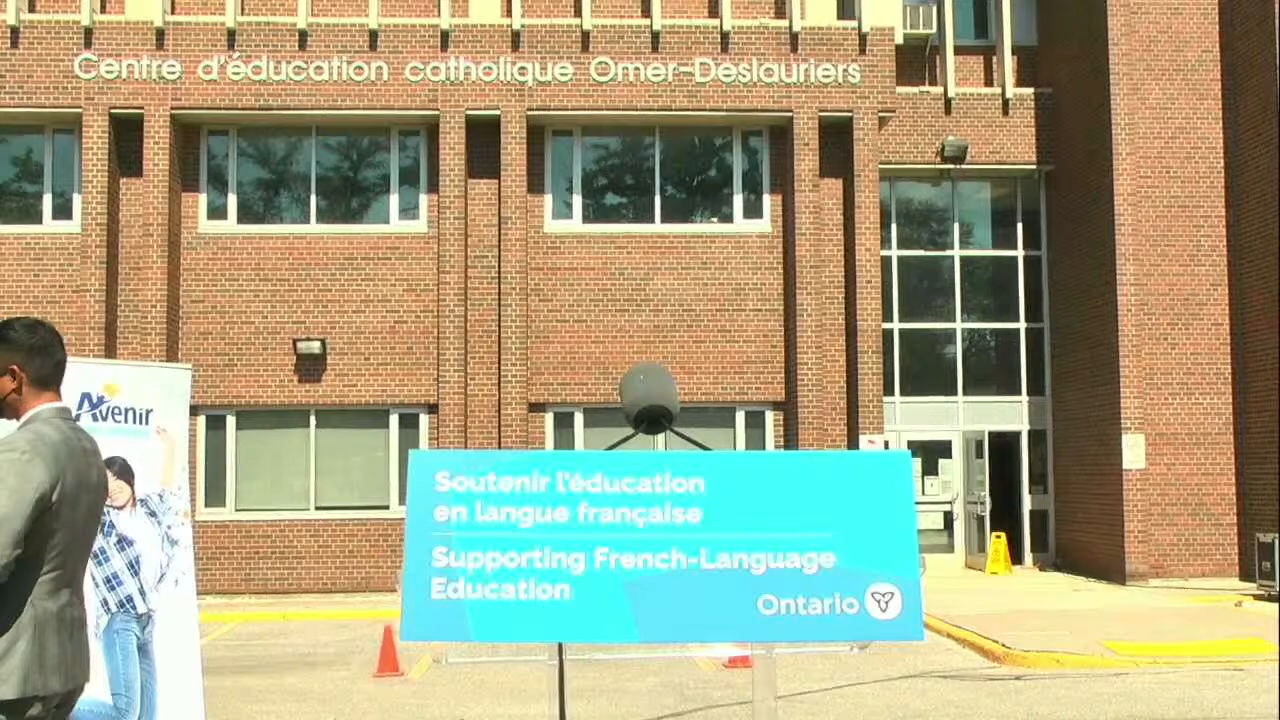 Centre d'éducation catholique Omer-Deslauriers
Avenir
Soutenir l'éducation
en langue française
Supporting French-Language
Education
Ontario